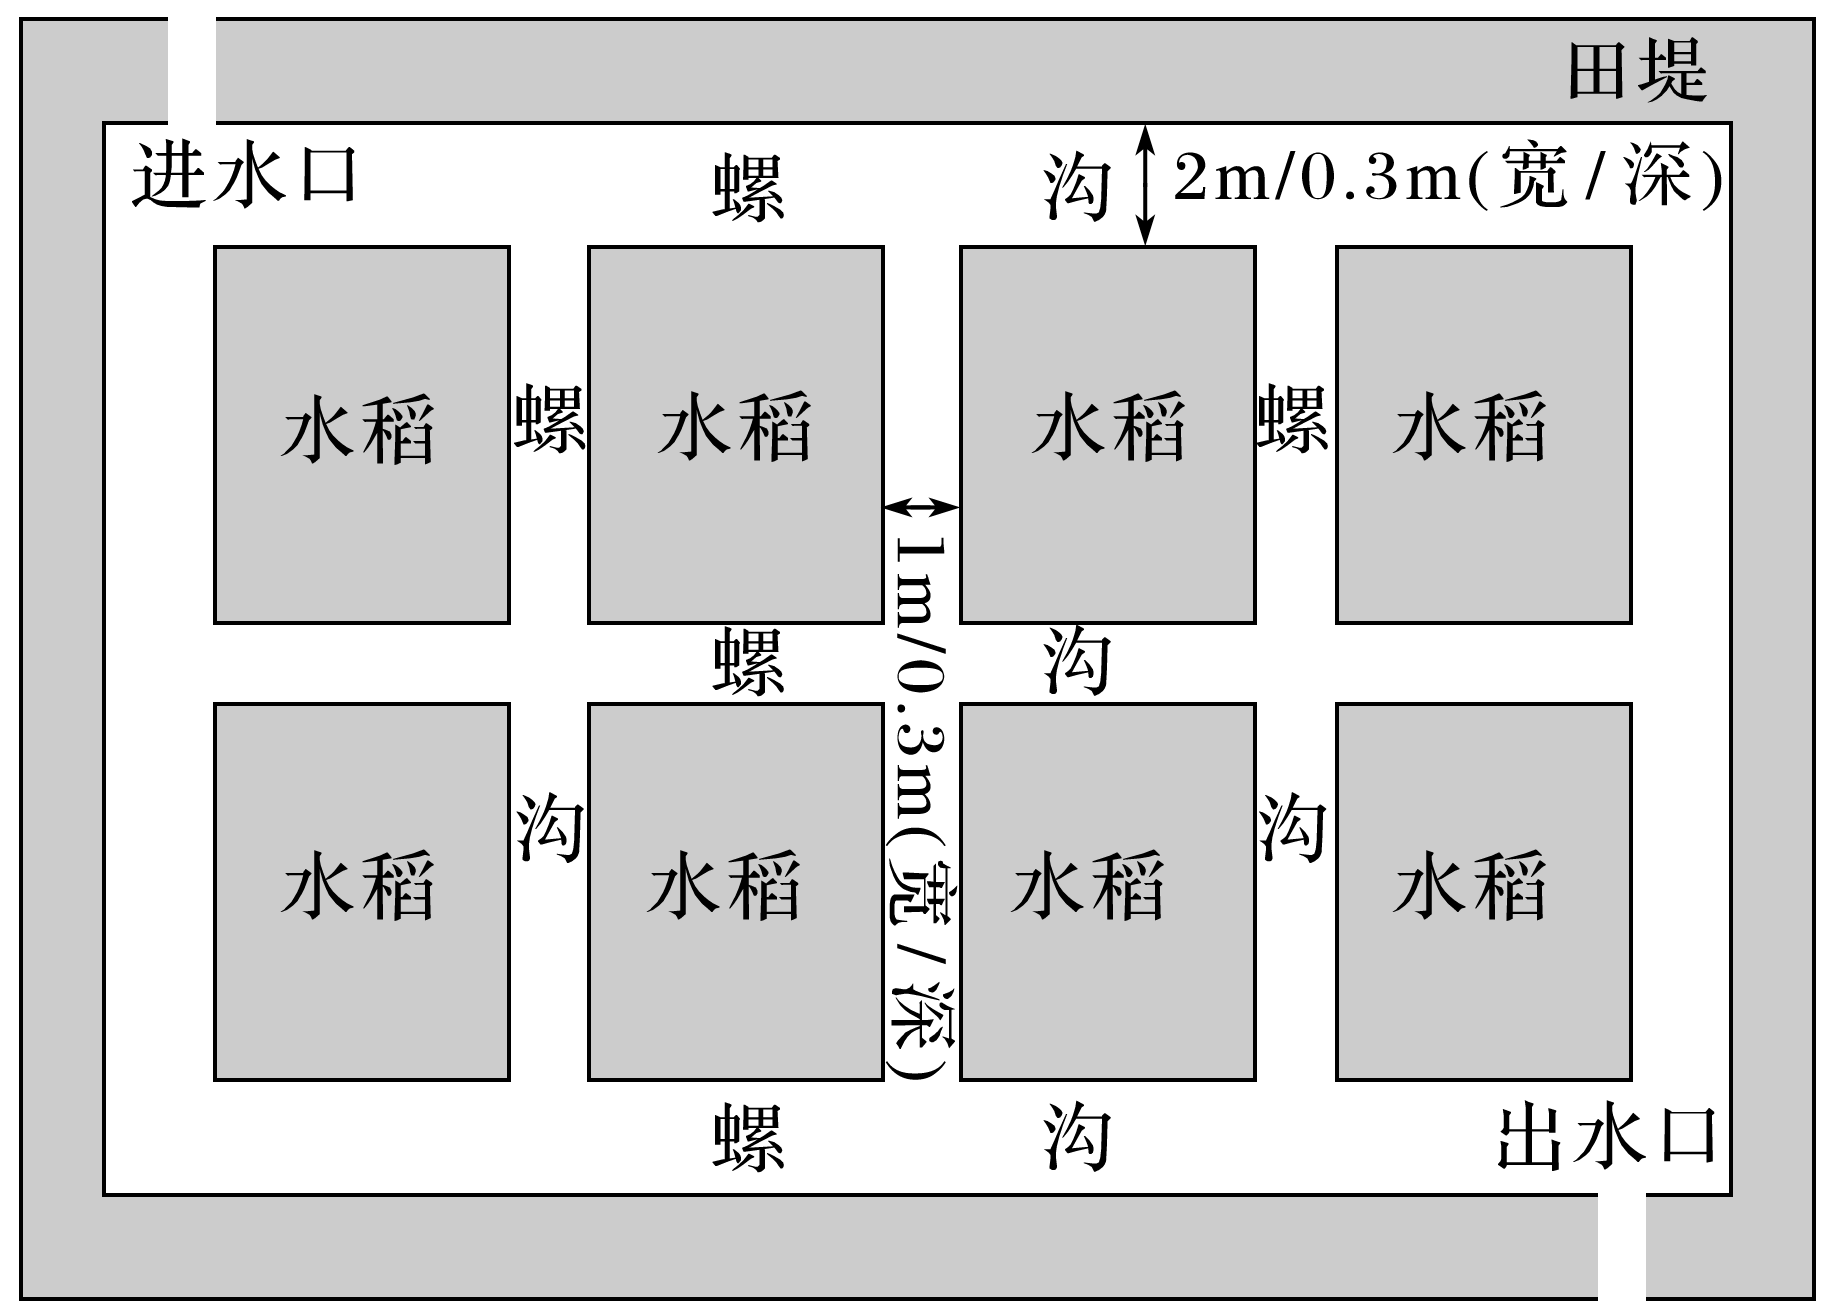 田堤
进水口
螺 沟 2m/0.3m(宽/深)
水稻 螺 水稻 水稻 螺 水稻
1m/0.3m(宽/深)
螺 沟
水稻 沟 水稻 水稻 沟 水稻
螺 沟 出水口